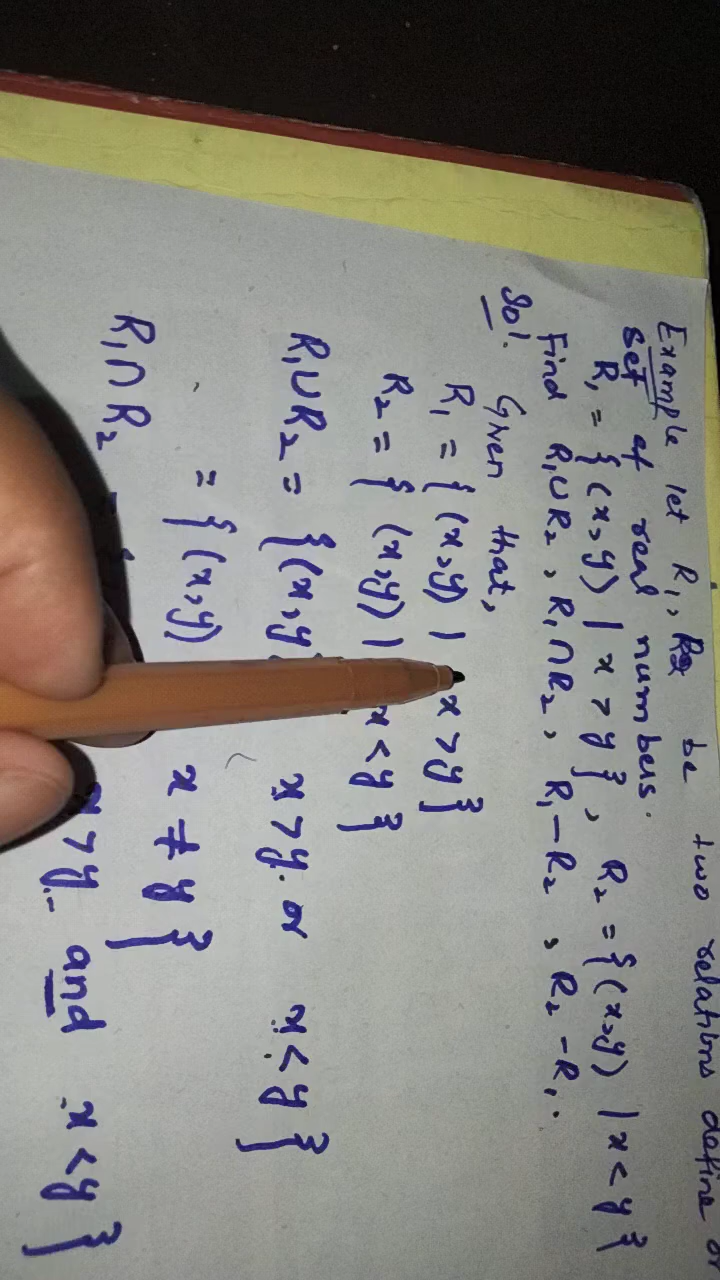 Example let R₁, R₂ be two relations define on
set of real numbers.
R₁ = {(x,y) | x > y}, R₂ = {(x,y) | x < y}
Find R₁∪R₂, R₁∩R₂, R₁-R₂, R₂-R₁.
Sol. Given that,
R₁ = {(x,y) | x > y}
R₂ = {(x,y) | x < y}
R₁∪R₂ = {(x,y x > y or x < y}
= {(x,y) x ≠ y}
R₁∩R₂ x > y and x < y}